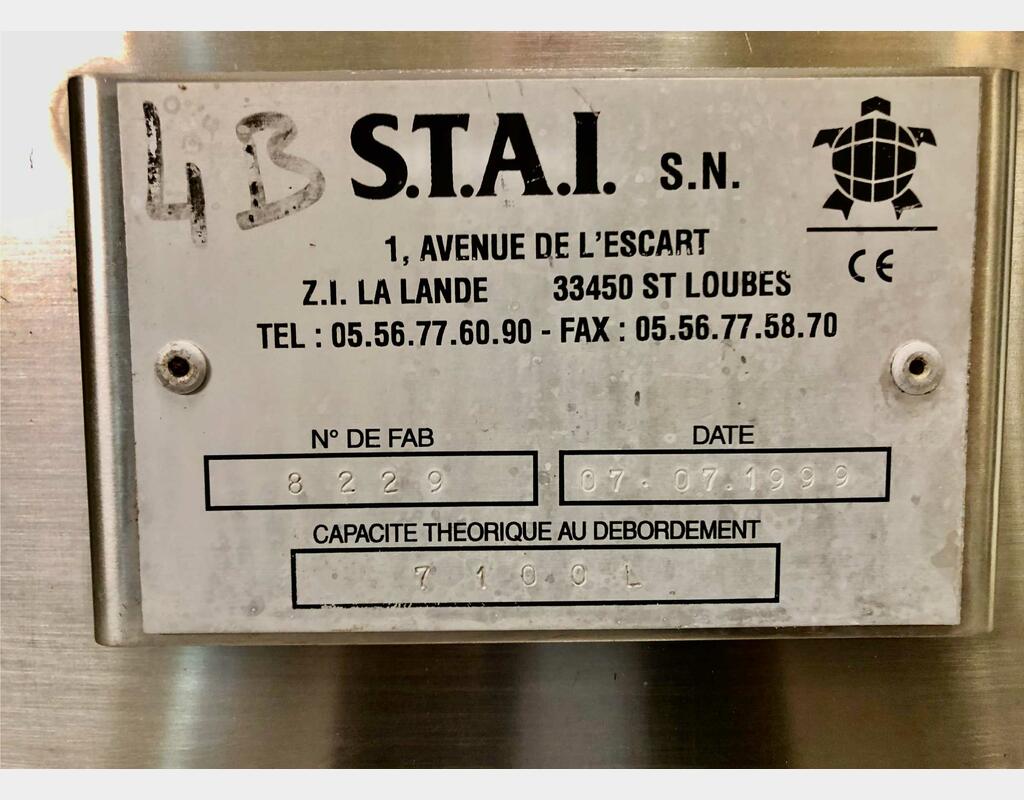 4B S.T.A.I. S.N.
1, AVENUE DE L'ESCART
CE
Z.I. LA LANDE 33450 ST LOUBES
TEL : 05.56.77.60.90 - FAX : 05.56.77.58.70
N° DE FAB DATE
8229 07.07.1999
CAPACITE THEORIQUE AU DEBORDEMENT
7100L